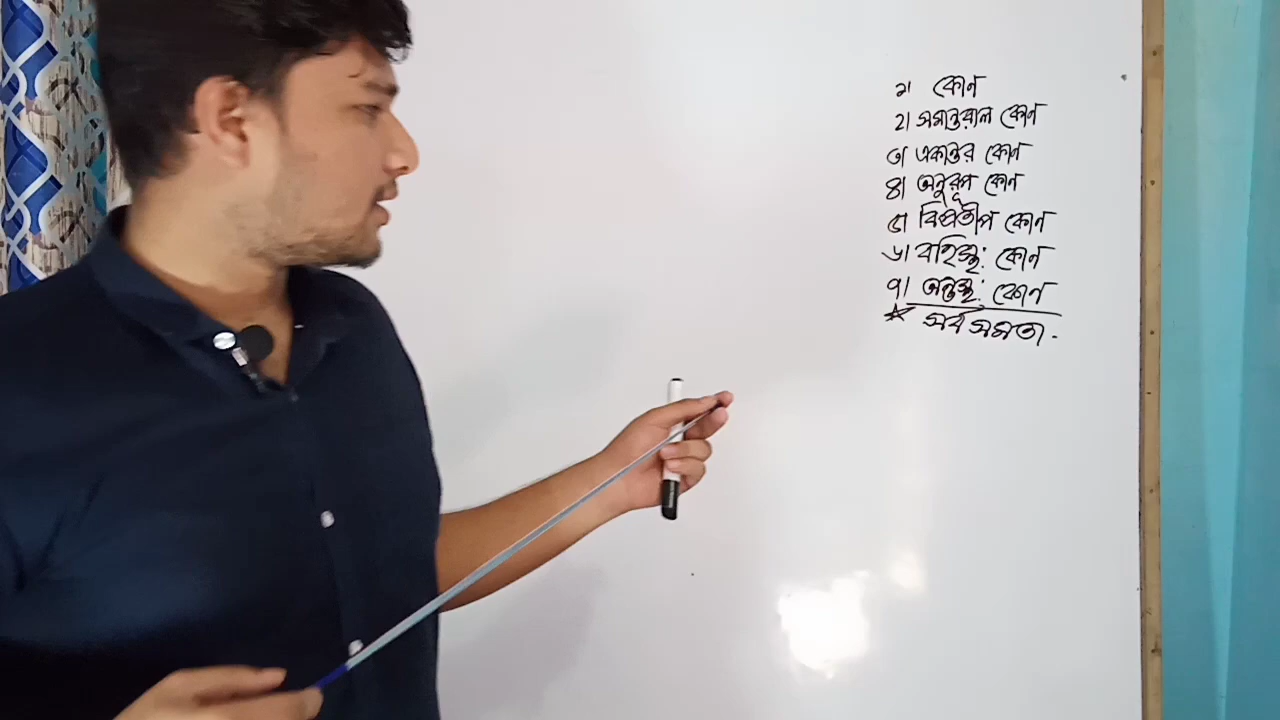 ১। কোন
২। সমান্তরাল কোন
৩। একান্তর কোন
৪। অনুরূপ কোন
৫। বিপ্রতীপ কোন
৬। বহিস্থ: কোন
৭। অন্তস্থ: কোন
* সর্বসমতা.